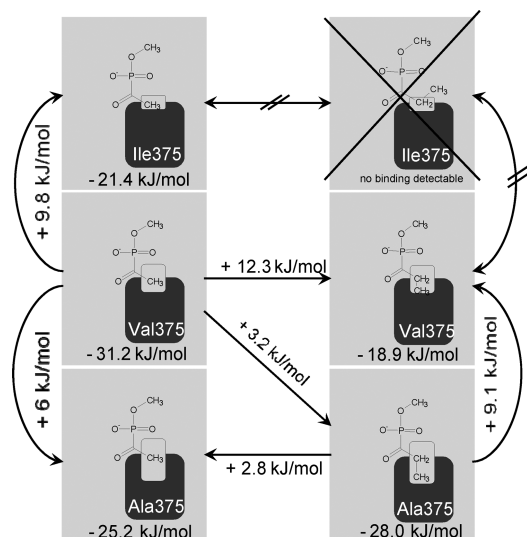 CH₃
O
O⁻ P O
O CH₃
Ile375
- 21.4 kJ/mol
CH₃
O
O⁻ P O
O CH₂
Ile375
no binding detectable
+ 9.8 kJ/mol
CH₃
O
O⁻ P O
O CH₃
Val375
- 31.2 kJ/mol
+ 12.3 kJ/mol
CH₃
O
O⁻ P O
O CH₂
CH₃
Val375
- 18.9 kJ/mol
+ 6 kJ/mol
+ 3.2 kJ/mol
+ 9.1 kJ/mol
CH₃
O
O⁻ P O
O CH₃
Ala375
- 25.2 kJ/mol
+ 2.8 kJ/mol
CH₃
O
O⁻ P O
O CH₂
CH₃
Ala375
- 28.0 kJ/mol